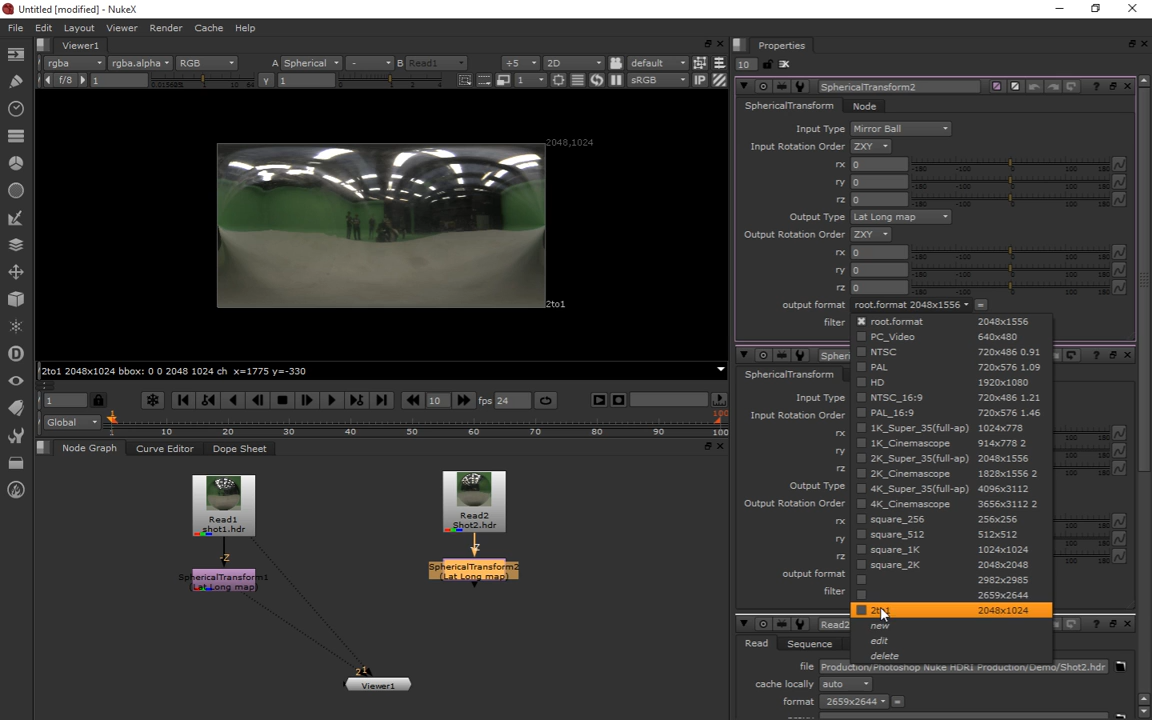 Untitled [modified] - NukeX
File Edit Layout Viewer Render Cache Help
Viewer1
rgba rgba.alpha RGB A Spherical - B Read1 ÷5 2D default
f/8 1 γ 1 1 sRGB IP
2048,1024
2to1
2to1 2048x1024 bbox: 0 0 2048 1024 ch x=1775 y=-330
1 10 fps 24
Global 1 10 20 30 40 50 60 70 80 90 100
Node Graph Curve Editor Dope Sheet
Read1
shot1.hdr
Read2
Shot2.hdr
-Z
Z
SphericalTransform1
(Lat Long map)
SphericalTransform2
(Lat Long map)
2 1
Viewer1
Properties
10
SphericalTransform2
SphericalTransform Node
Input Type Mirror Ball
Input Rotation Order ZXY
rx 0
ry 0
rz 0
Output Type Lat Long map
Output Rotation Order ZXY
rx 0
ry 0
rz 0
output format root.format 2048x1556 =
filter
root.format 2048x1556
PC_Video 640x480
NTSC 720x486 0.91
PAL 720x576 1.09
HD 1920x1080
NTSC_16:9 720x486 1.21
PAL_16:9 720x576 1.46
1K_Super_35(full-ap) 1024x778
1K_Cinemascope 914x778 2
2K_Super_35(full-ap) 2048x1556
2K_Cinemascope 1828x1556 2
4K_Super_35(full-ap) 4096x3112
4K_Cinemascope 3656x3112 2
square_256 256x256
square_512 512x512
square_1K 1024x1024
square_2K 2048x2048
2982x2985
2659x2644
2to1 2048x1024
new
edit
delete
Spheri
SphericalTransform
Input Type
Input Rotation Order
rx
ry
rz
Output Type
Output Rotation Order
rx
ry
rz
output format
filter
Read2
Read Sequence
file Production/Photoshop Nuke HDRI Production/Demo/Shot2.hdr
cache locally auto
format 2659x2644 =